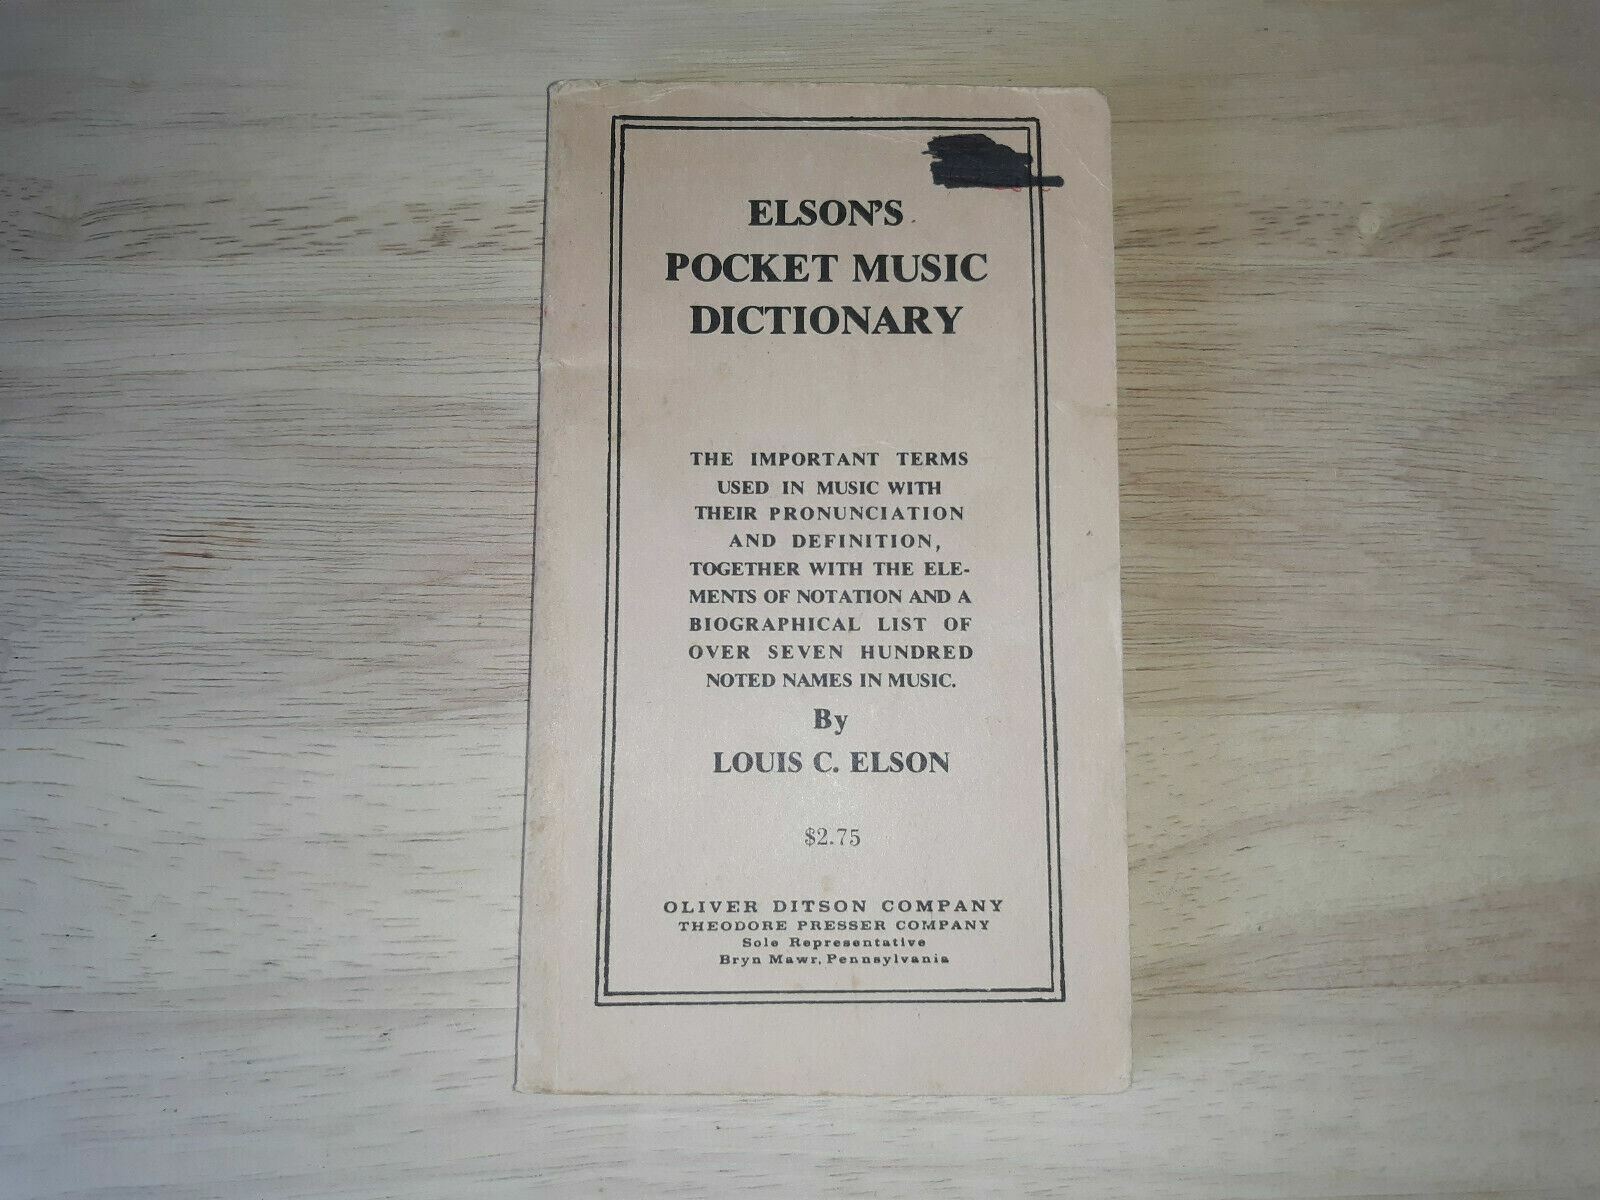 ELSON'S
POCKET MUSIC
DICTIONARY
THE IMPORTANT TERMS
USED IN MUSIC WITH
THEIR PRONUNCIATION
AND DEFINITION,
TOGETHER WITH THE ELE-
MENTS OF NOTATION AND A
BIOGRAPHICAL LIST OF
OVER SEVEN HUNDRED
NOTED NAMES IN MUSIC.
By
LOUIS C. ELSON
$2.75
OLIVER DITSON COMPANY
THEODORE PRESSER COMPANY
Sole Representative
Bryn Mawr, Pennsylvania